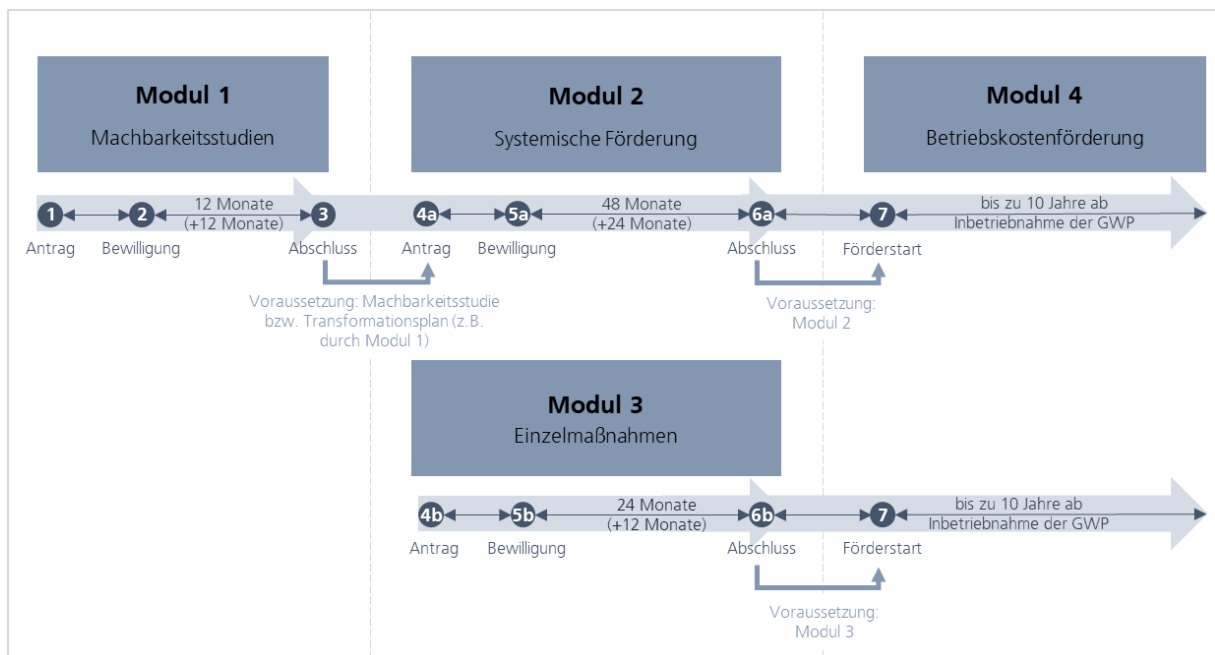 Modul 1
Machbarkeitsstudien
Modul 2
Systemische Förderung
Modul 4
Betriebskostenförderung
1
2
12 Monate
(+12 Monate)
3
4a
5a
48 Monate
(+24 Monate)
6a
7
bis zu 10 Jahre ab
Inbetriebnahme der GWP
Antrag
Bewilligung
Abschluss
Antrag
Bewilligung
Abschluss
Förderstart
Voraussetzung: Machbarkeitsstudie
bzw. Transformationsplan (z.B.
durch Modul 1)
Voraussetzung:
Modul 2
Modul 3
Einzelmaßnahmen
4b
5b
24 Monate
(+12 Monate)
6b
7
bis zu 10 Jahre ab
Inbetriebnahme der GWP
Antrag
Bewilligung
Abschluss
Förderstart
Voraussetzung:
Modul 3